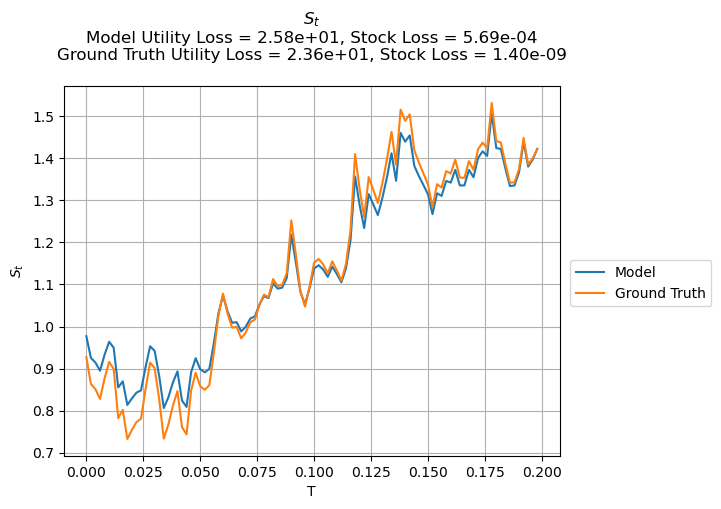 S_t
Model Utility Loss = 2.58e+01, Stock Loss = 5.69e-04
Ground Truth Utility Loss = 2.36e+01, Stock Loss = 1.40e-09
1.5
1.4
1.3
1.2
1.1
1.0
0.9
0.8
0.7
S_t
0.000 0.025 0.050 0.075 0.100 0.125 0.150 0.175 0.200
T
Model
Ground Truth